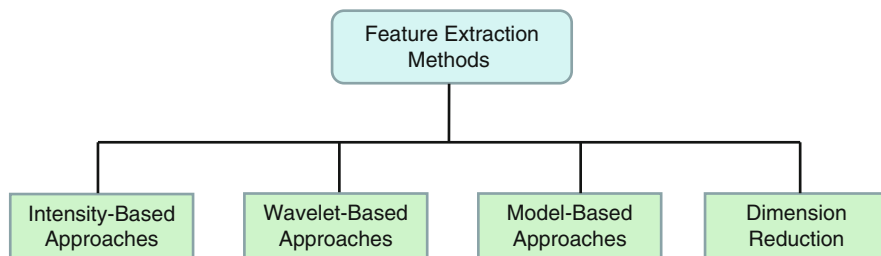 Feature Extraction
Methods
Intensity-Based
Approaches
Wavelet-Based
Approaches
Model-Based
Approaches
Dimension
Reduction